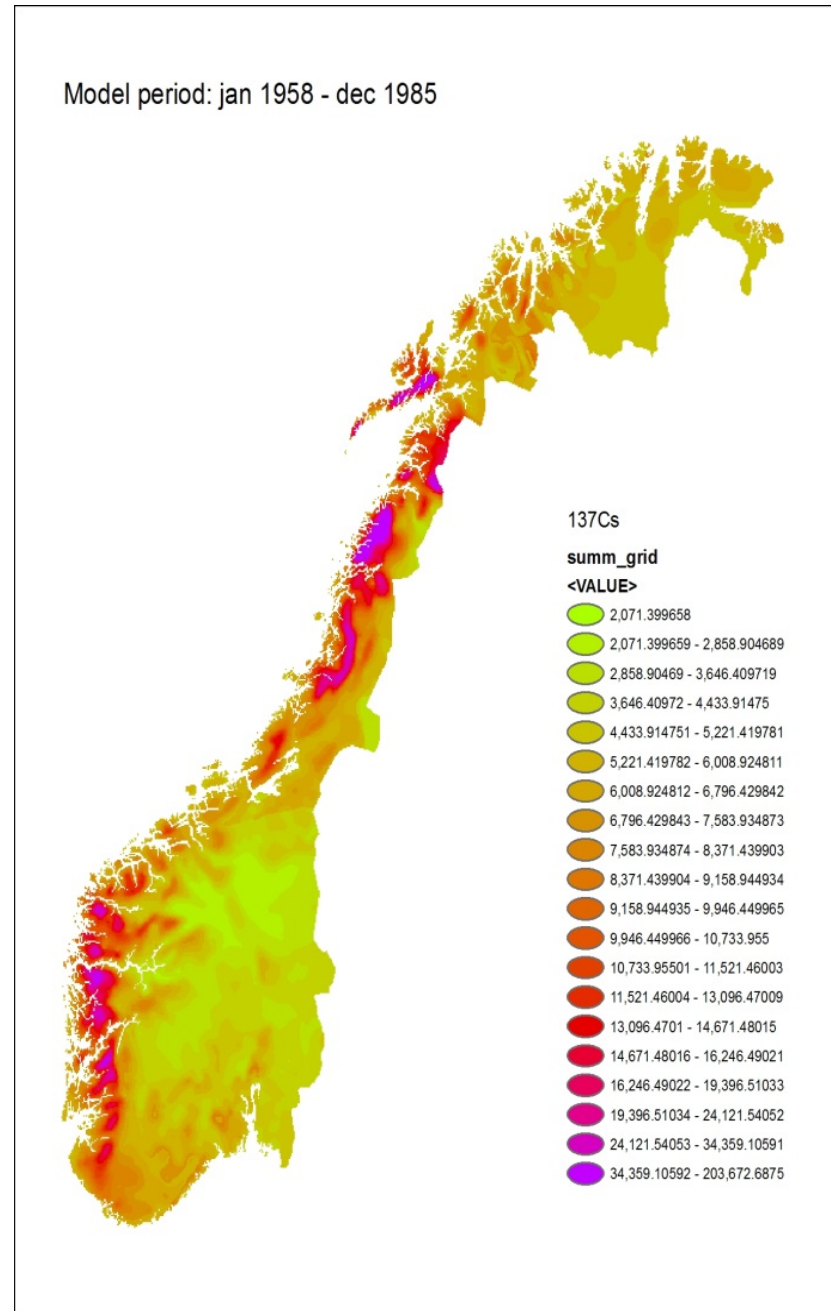 Model period: jan 1958 - dec 1985
137Cs
summ_grid
<VALUE>
2,071.399658
2,071.399659 - 2,858.904689
2,858.90469 - 3,646.409719
3,646.40972 - 4,433.91475
4,433.914751 - 5,221.419781
5,221.419782 - 6,008.924811
6,008.924812 - 6,796.429842
6,796.429843 - 7,583.934873
7,583.934874 - 8,371.439903
8,371.439904 - 9,158.944934
9,158.944935 - 9,946.449965
9,946.449966 - 10,733.955
10,733.95501 - 11,521.46003
11,521.46004 - 13,096.47009
13,096.4701 - 14,671.48015
14,671.48016 - 16,246.49021
16,246.49022 - 19,396.51033
19,396.51034 - 24,121.54052
24,121.54053 - 34,359.10591
34,359.10592 - 203,672.6875